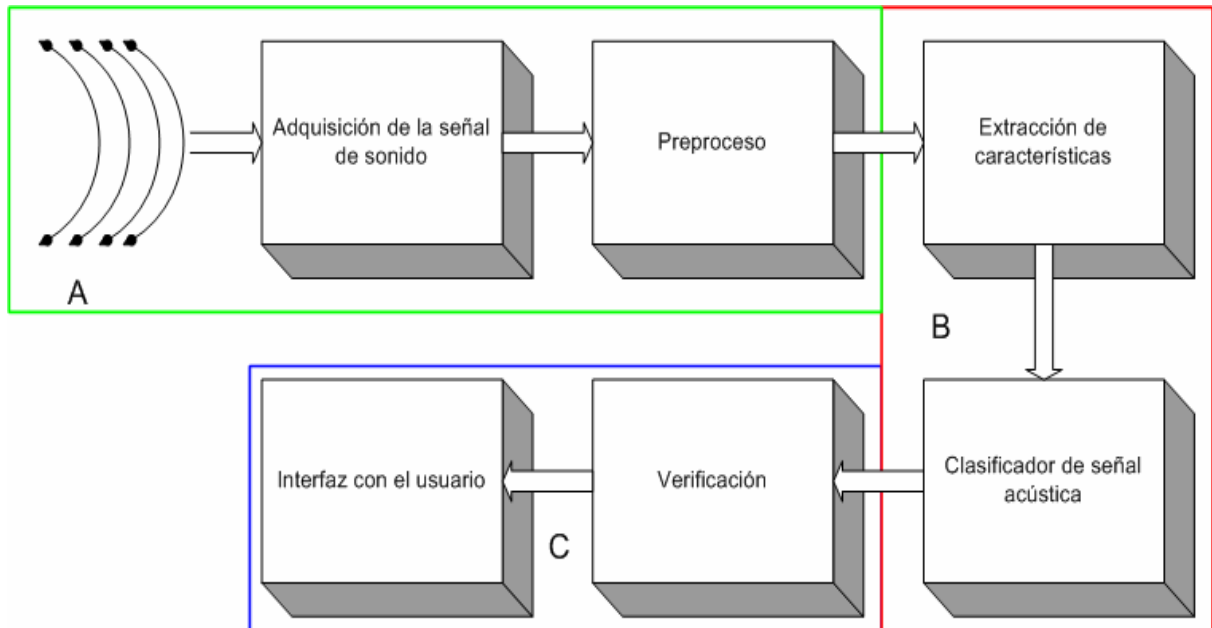 Adquisición de la señal
de sonido
Preproceso
Extracción de
características
A
B
Interfaz con el usuario
Verificación
Clasificador de señal
acústica
C